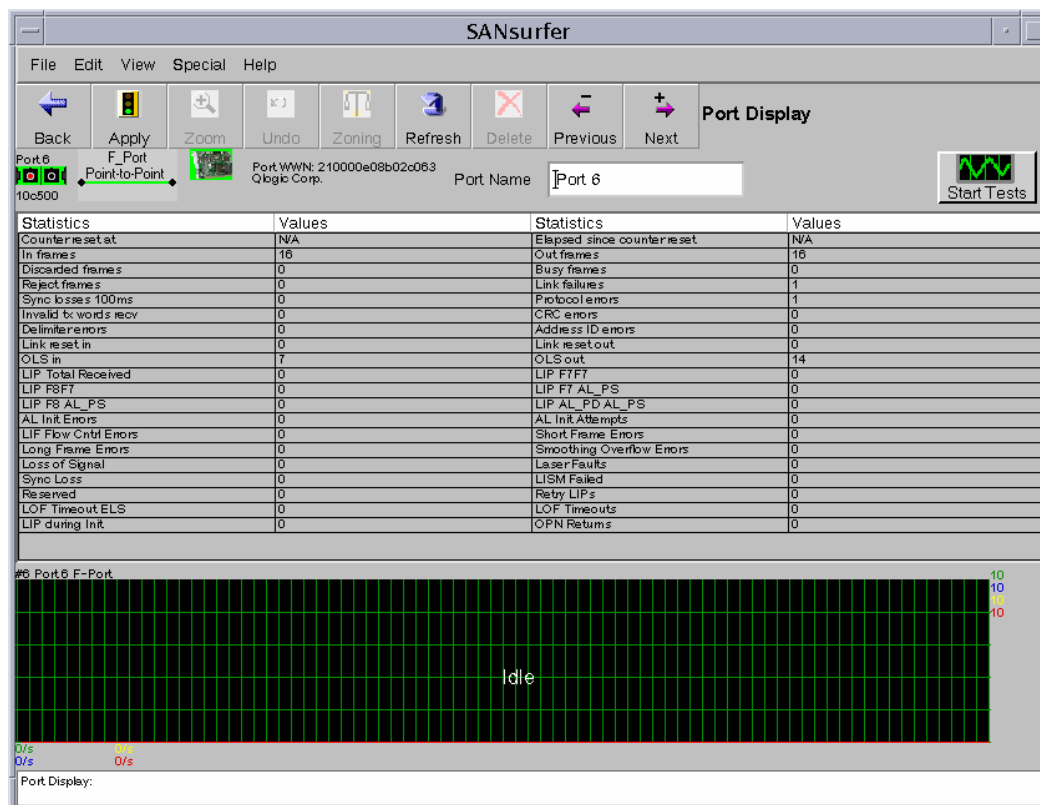 SANsurfer
File Edit View Special Help
Back Apply Zoom Undo Zoning Refresh Delete Previous Next Port Display
Port 6
F_Port
Point-to-Point
10c500
Port WWN: 210000e08b02c063
Qlogic Corp.
Port Name Port 6
Start Tests
Statistics Values Statistics Values
Counter reset at N/A Elapsed since counter reset N/A
In frames 16 Out frames 16
Discarded frames 0 Busy frames 0
Reject frames 0 Link failures 1
Sync losses 100ms 0 Protocol errors 1
Invalid tx words recv 0 CRC errors 0
Delimiter errors 0 Address ID errors 0
Link reset in 0 Link reset out 0
OLS in 7 OLS out 14
LIP Total Received 0 LIP F7F7 0
LIP F8F7 0 LIP F7 AL_PS 0
LIP F8 AL_PS 0 LIP AL_PD AL_PS 0
AL Init Errors 0 AL Init Attempts 0
LIF Flow Cntrl Errors 0 Short Frame Errors 0
Long Frame Errors 0 Smoothing Overflow Errors 0
Loss of Signal 0 Laser Faults 0
Sync Loss 0 LISM Failed 0
Reserved 0 Retry LIPs 0
LOF Timeout ELS 0 LOF Timeouts 0
LIP during Init 0 OPN Returns 0
#6 Port 6 F-Port
10
10
10
10
Idle
0/s 0/s
0/s 0/s
Port Display: